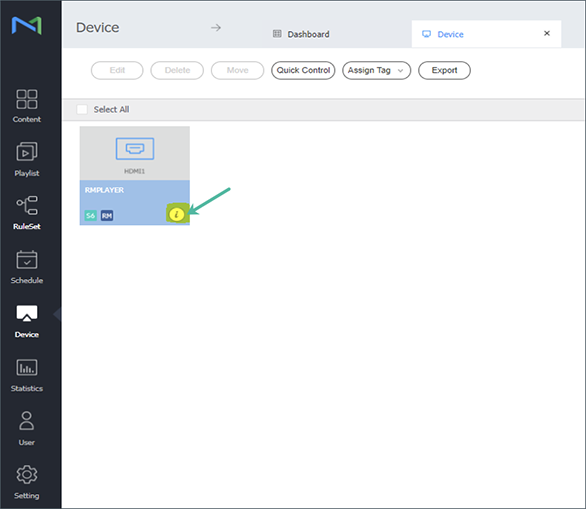 Device
Dashboard
Device
Edit
Delete
Move
Quick Control
Assign Tag
Export
Select All
HDMI1
RMPLAYER
S6
RM
i
Content
Playlist
RuleSet
Schedule
Device
Statistics
User
Setting